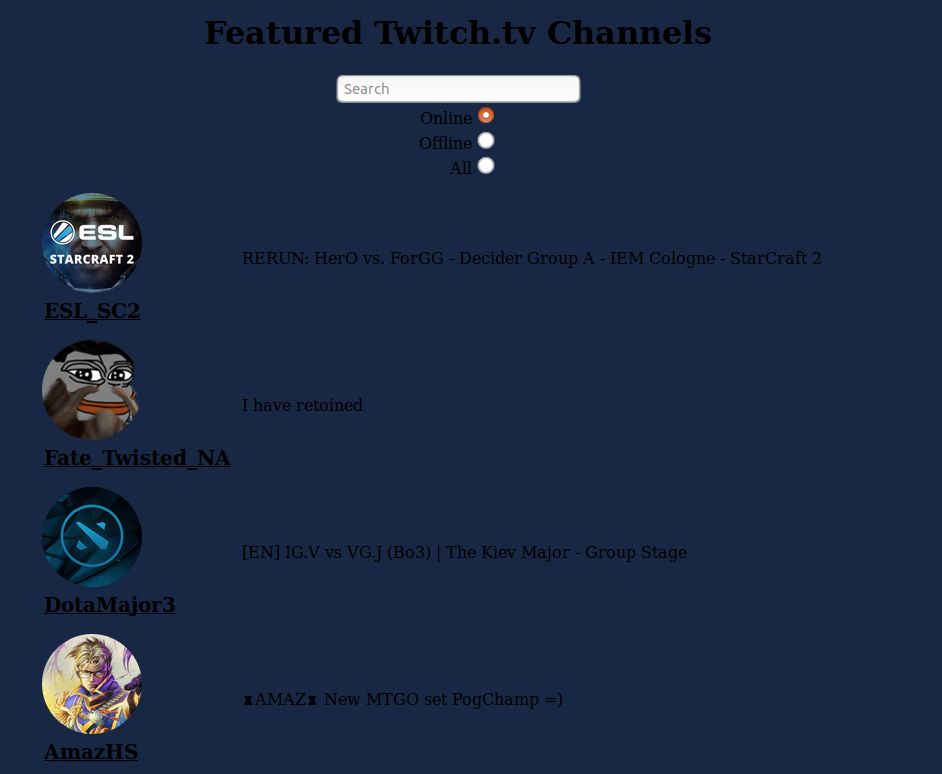 Featured Twitch.tv Channels
Search
Online
Offline
All
ESL
STARCRAFT 2
RERUN: HerO vs. ForGG - Decider Group A - IEM Cologne - StarCraft 2
ESL_SC2
I have retoined
Fate_Twisted_NA
[EN] IG.V vs VG.J (Bo3) | The Kiev Major - Group Stage
DotaMajor3
⧗AMAZ⧗ New MTGO set PogChamp =)
AmazHS